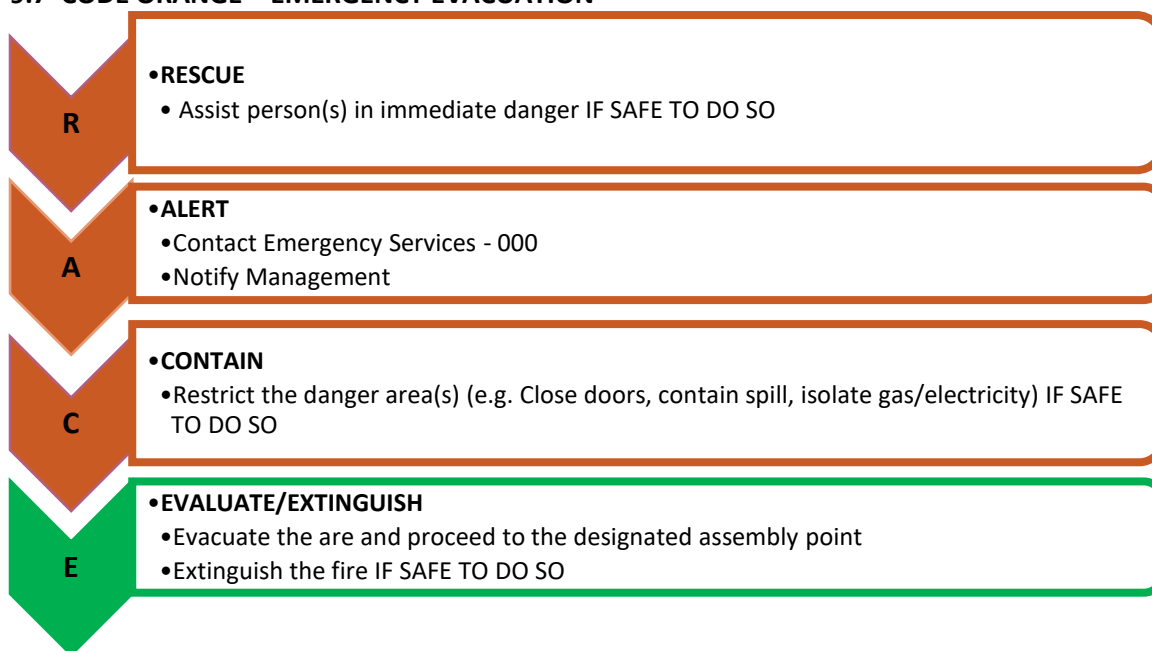 5.7 CODE ORANGE – EMERGENCY EVACUATION
R
•RESCUE
• Assist person(s) in immediate danger IF SAFE TO DO SO
A
•ALERT
•Contact Emergency Services - 000
•Notify Management
C
•CONTAIN
•Restrict the danger area(s) (e.g. Close doors, contain spill, isolate gas/electricity) IF SAFE
TO DO SO
E
•EVALUATE/EXTINGUISH
•Evacuate the are and proceed to the designated assembly point
•Extinguish the fire IF SAFE TO DO SO